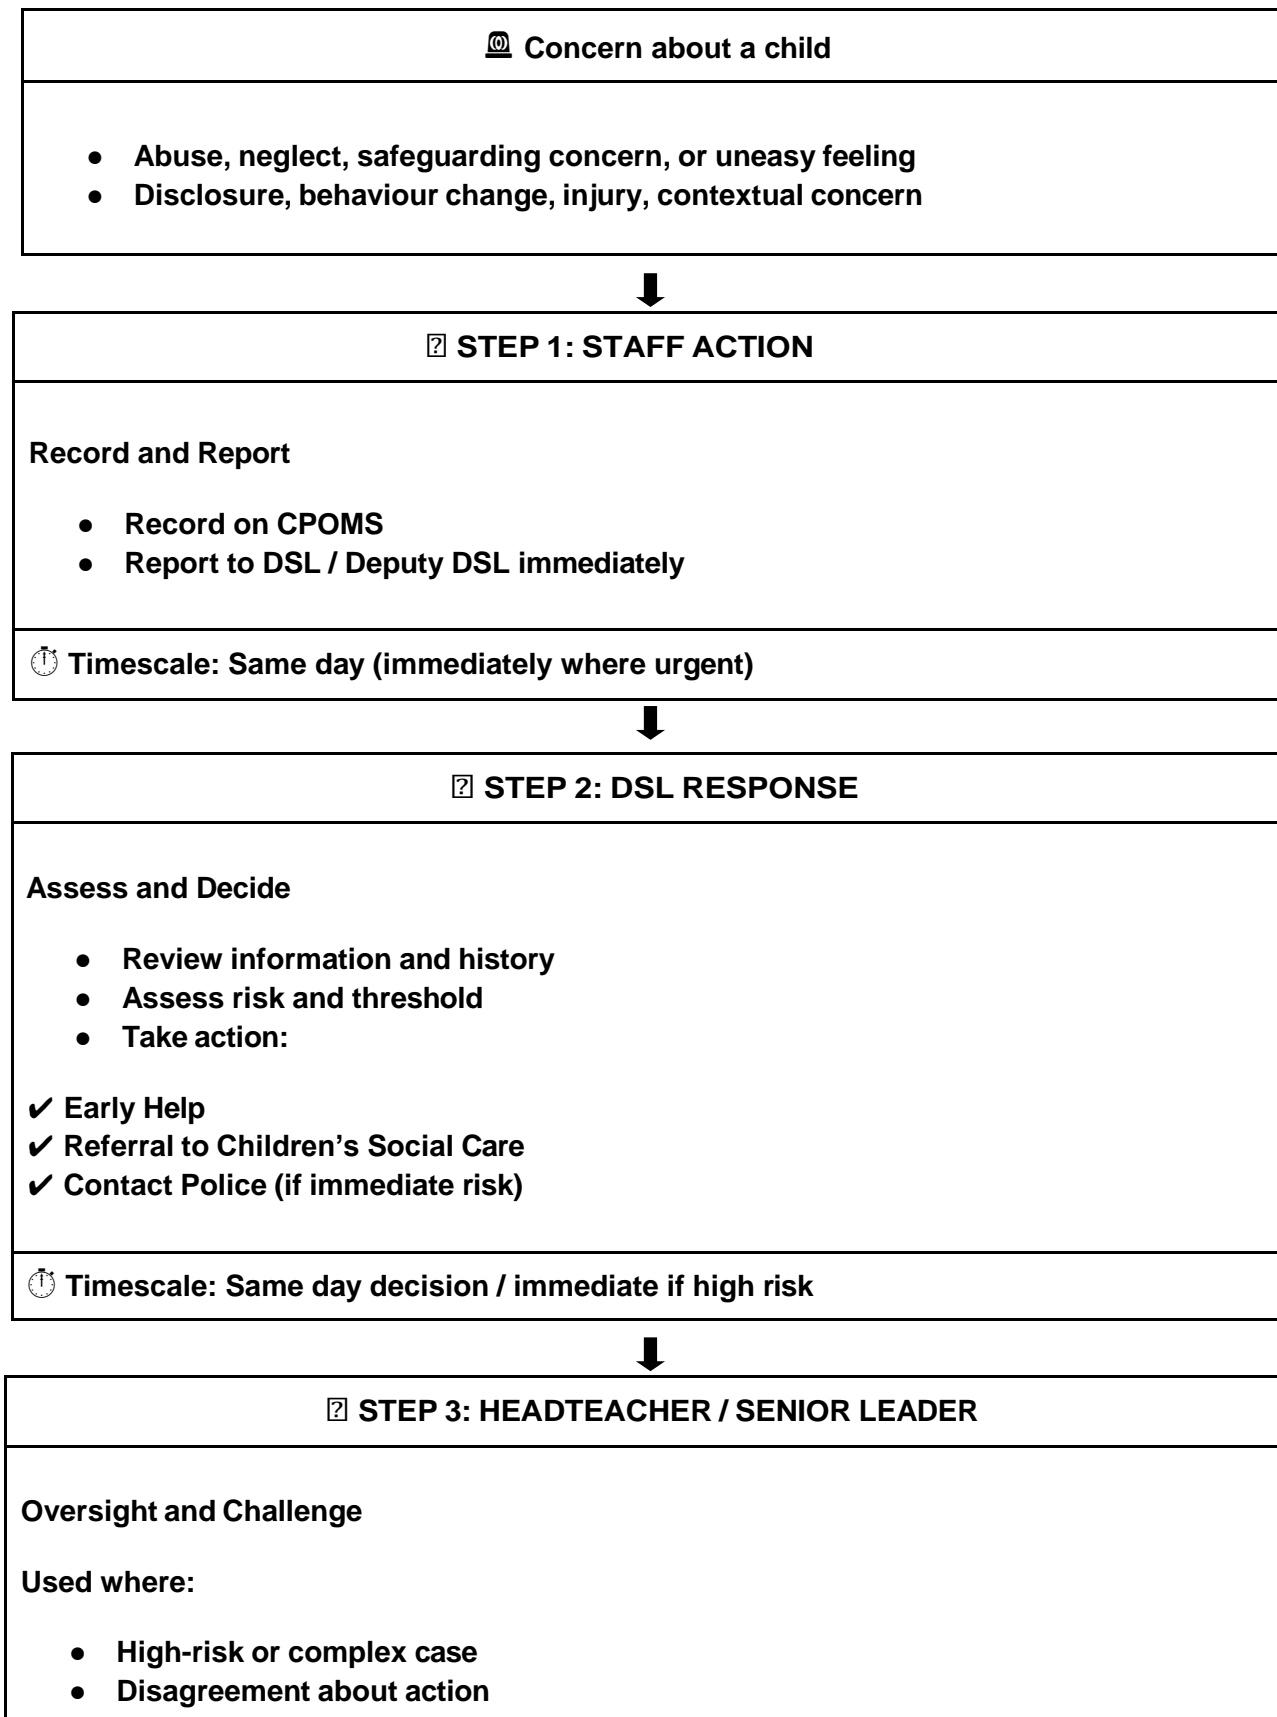 Concern about a child
● Abuse, neglect, safeguarding concern, or uneasy feeling
● Disclosure, behaviour change, injury, contextual concern
STEP 1: STAFF ACTION
Record and Report
● Record on CPOMS
● Report to DSL / Deputy DSL immediately
⏱ Timescale: Same day (immediately where urgent)
STEP 2: DSL RESPONSE
Assess and Decide
● Review information and history
● Assess risk and threshold
● Take action:
✔ Early Help
✔ Referral to Children’s Social Care
✔ Contact Police (if immediate risk)
⏱ Timescale: Same day decision / immediate if high risk
STEP 3: HEADTEACHER / SENIOR LEADER
Oversight and Challenge
Used where:
● High-risk or complex case
● Disagreement about action